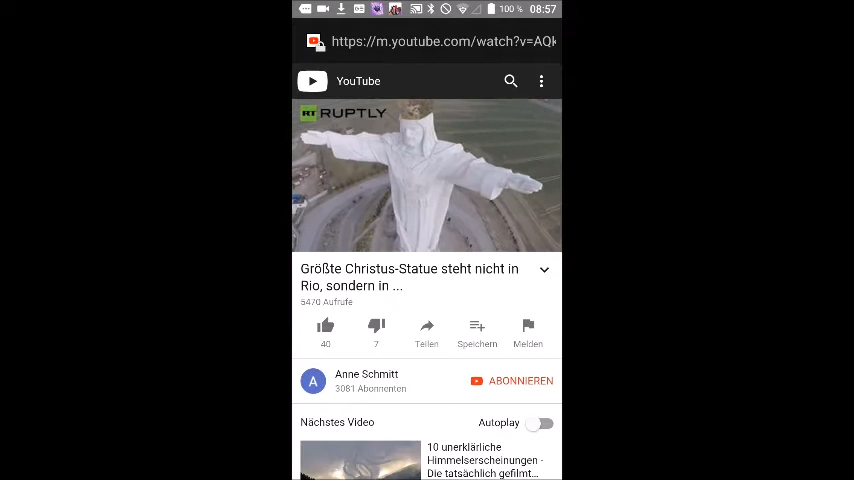 100 % 08:57
https://m.youtube.com/watch?v=AQk
YouTube
RT RUPTLY
Größte Christus-Statue steht nicht in
Rio, sondern in ...
5470 Aufrufe
40 7 Teilen Speichern Melden
A
Anne Schmitt
3081 Abonnenten
ABONNIEREN
Nächstes Video Autoplay
10 unerklärliche
Himmelserscheinungen -
Die tatsächlich gefilmt...